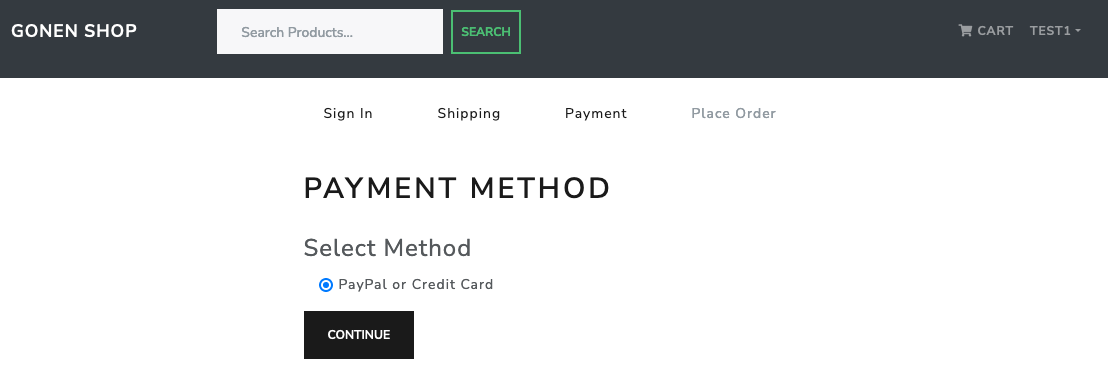 GONEN SHOP Search Products... SEARCH CART TEST1
Sign In Shipping Payment Place Order
PAYMENT METHOD
Select Method
PayPal or Credit Card
CONTINUE